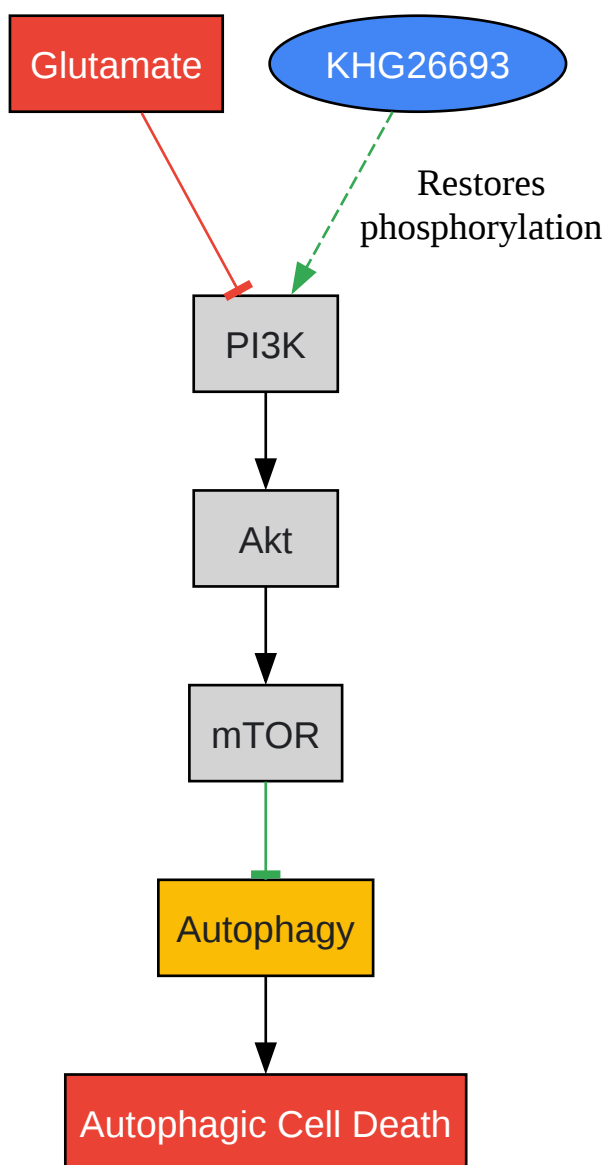 Glutamate
KHG26693
Restores
phosphorylation
PI3K
Akt
mTOR
Autophagy
Autophagic Cell Death